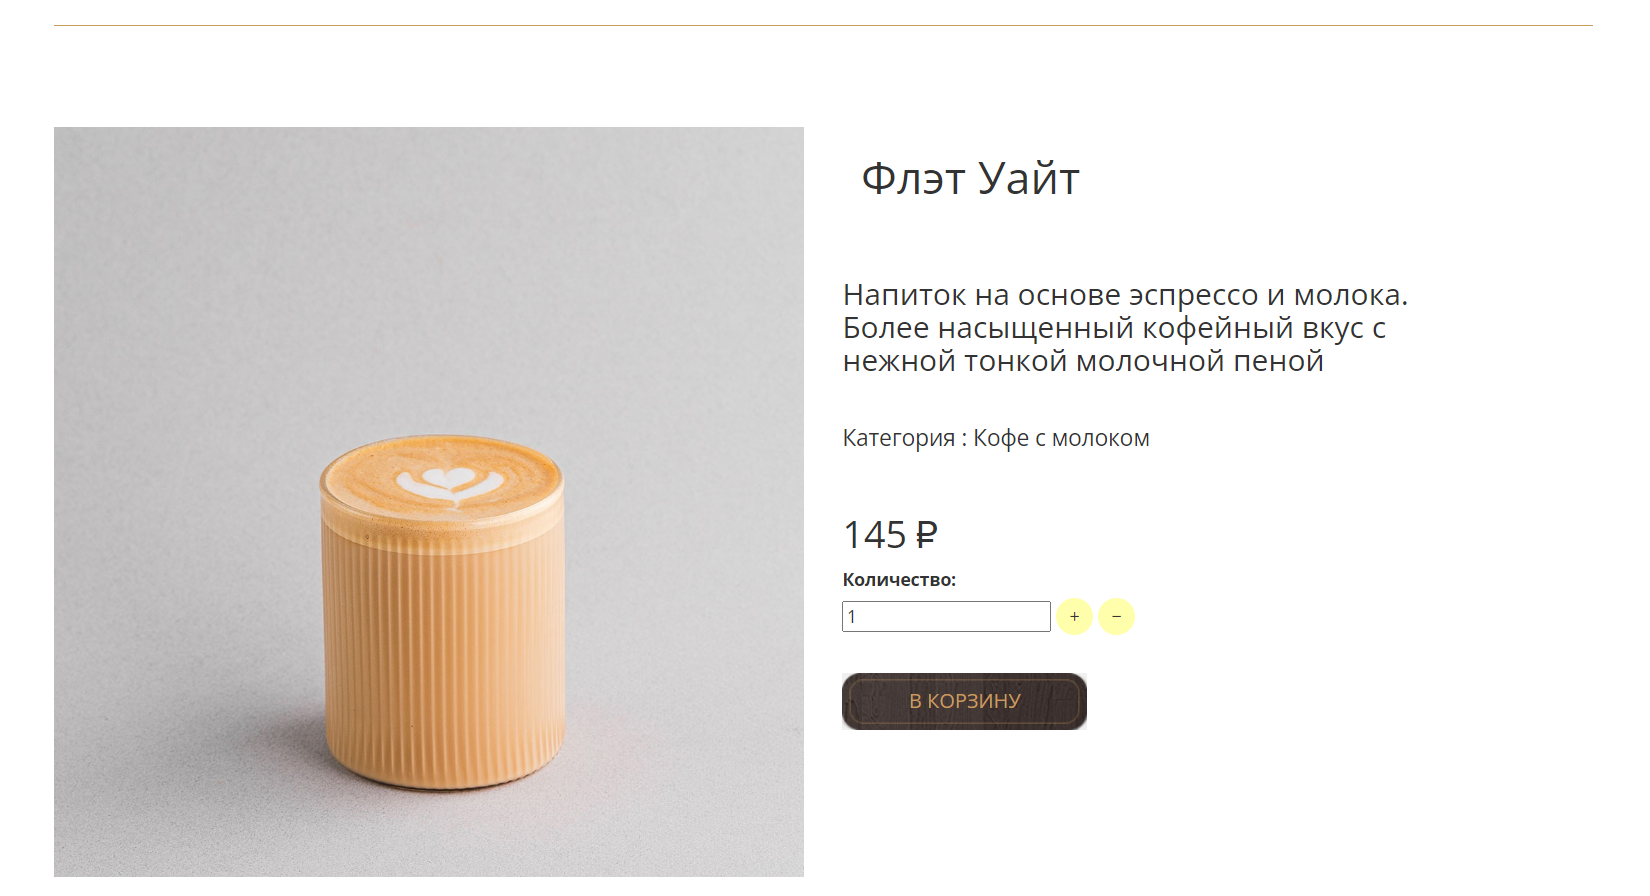 Флэт Уайт
Напиток на основе эспрессо и молока.
Более насыщенный кофейный вкус с
нежной тонкой молочной пеной
Категория : Кофе с молоком
145 ₽
Количество:
1 + −
В КОРЗИНУ